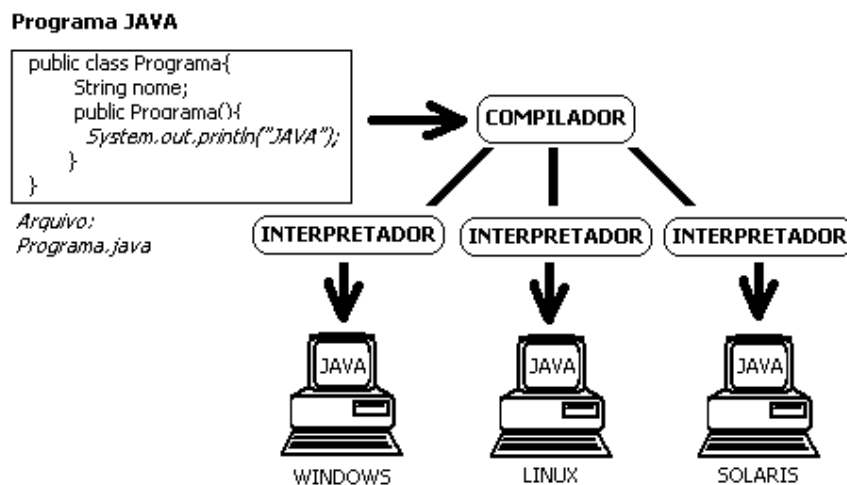 Programa JAVA
public class Programa{
String nome;
public Programa(){
System.out.println("JAVA");
}
}
Arquivo:
Programa.java
COMPILADOR
INTERPRETADOR INTERPRETADOR INTERPRETADOR
JAVA JAVA JAVA
WINDOWS LINUX SOLARIS